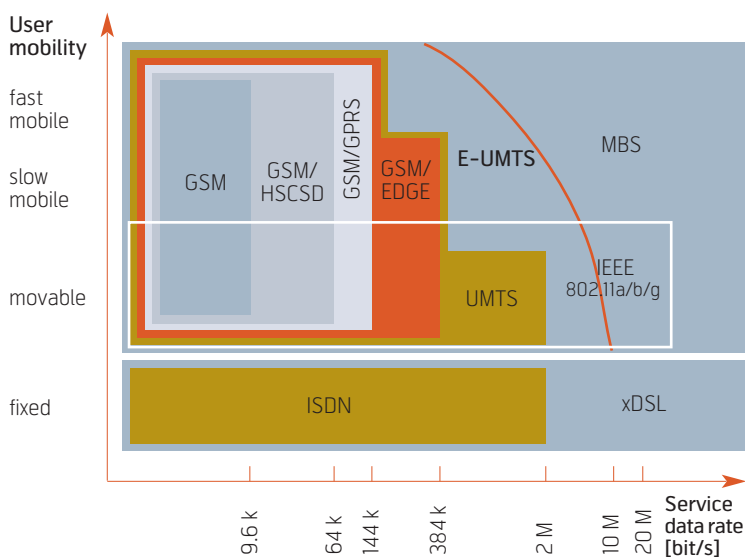 User
mobility
fast
mobile
slow
mobile
movable
fixed
GSM
GSM/
HSCSD
GSM/GPRS
GSM/
EDGE
E-UMTS
MBS
UMTS
IEEE
802.11a/b/g
ISDN
xDSL
9.6 k
64 k
144 k
384 k
2 M
10 M
20 M
Service
data rate
[bit/s]